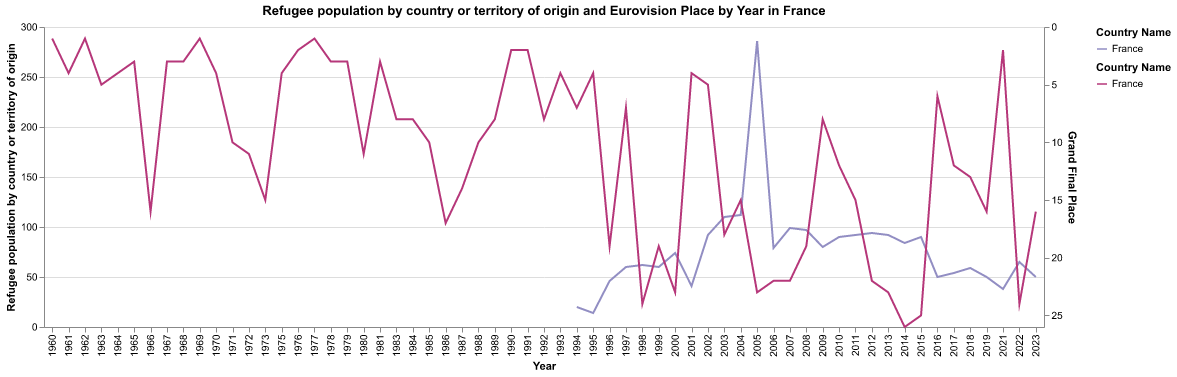 Refugee population by country or territory of origin and Eurovision Place by Year in France
Refugee population by country or territory of origin
300
250
200
150
100
50
0
0
5
10
15
20
25
Grand Final Place
1960 1961 1962 1963 1964 1965 1966 1967 1968 1969 1970 1971 1972 1973 1975 1976 1977 1978 1979 1980 1981 1983 1984 1985 1986 1987 1988 1989 1990 1991 1992 1993 1994 1995 1996 1997 1998 1999 2000 2001 2002 2003 2004 2005 2006 2007 2008 2009 2010 2011 2012 2013 2014 2015 2016 2017 2018 2019 2021 2022 2023
Year
Country Name
France
Country Name
France